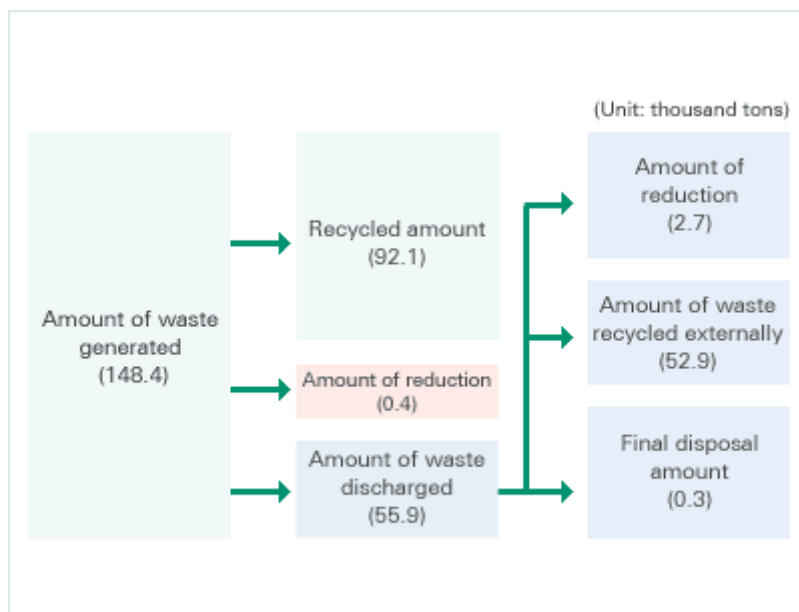 (Unit: thousand tons)
Amount of waste
generated
(148.4)
Recycled amount
(92.1)
Amount of reduction
(0.4)
Amount of waste
discharged
(55.9)
Amount of
reduction
(2.7)
Amount of waste
recycled externally
(52.9)
Final disposal
amount
(0.3)